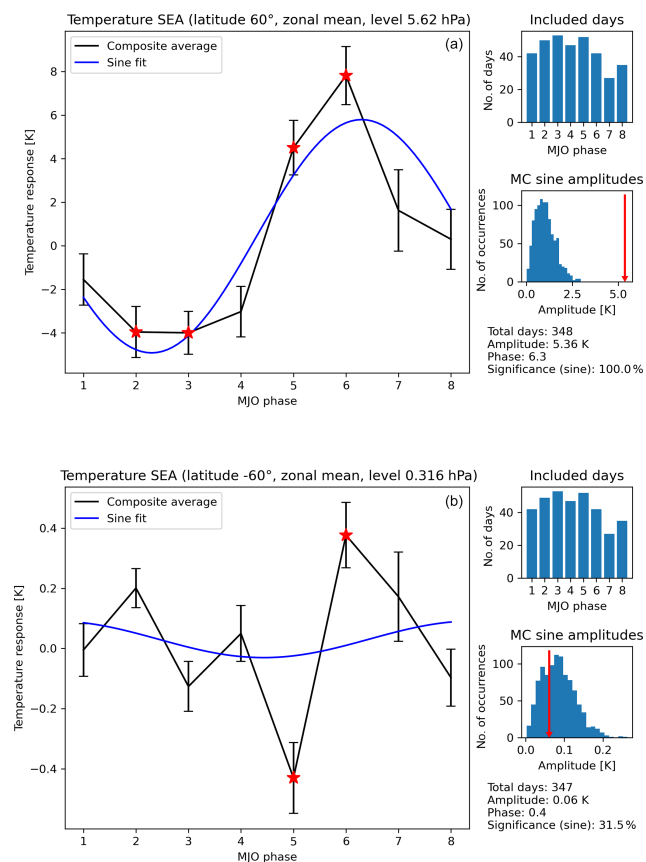 Temperature SEA (latitude 60°, zonal mean, level 5.62 hPa)
(a)
Composite average
Sine fit
Temperature response [K]
8
6
4
2
0
−2
−4
1 2 3 4 5 6 7 8
MJO phase
Included days
No. of days
40
20
0
1 2 3 4 5 6 7 8
MJO phase
MC sine amplitudes
No. of occurrences
100
50
0
0.0 2.5 5.0
Amplitude [K]
Total days: 348
Amplitude: 5.36 K
Phase: 6.3
Significance (sine): 100.0%
Temperature SEA (latitude -60°, zonal mean, level 0.316 hPa)
(b)
Composite average
Sine fit
Temperature response [K]
0.4
0.2
0.0
−0.2
−0.4
1 2 3 4 5 6 7 8
MJO phase
Included days
No. of days
40
20
0
1 2 3 4 5 6 7 8
MJO phase
MC sine amplitudes
No. of occurrences
100
50
0
0.0 0.1 0.2
Amplitude [K]
Total days: 347
Amplitude: 0.06 K
Phase: 0.4
Significance (sine): 31.5%